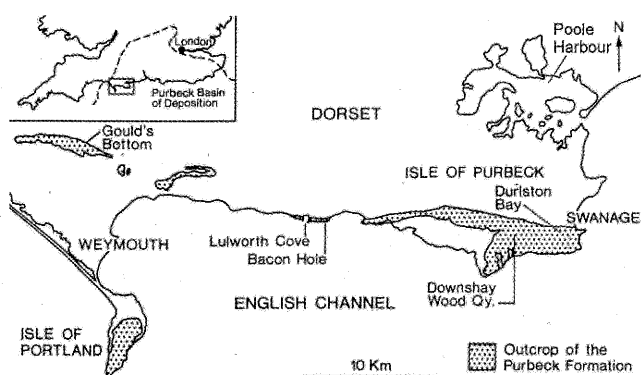 London
Purbeck Basin
of Deposition
Poole
Harbour
N
DORSET
Gould's
Bottom
ISLE OF PURBECK
Durlston
Bay
SWANAGE
WEYMOUTH
Lulworth Cove
Bacon Hole
Downshay
Wood Qy.
ENGLISH CHANNEL
ISLE OF
PORTLAND
10 Km
Outcrop of the
Purbeck Formation